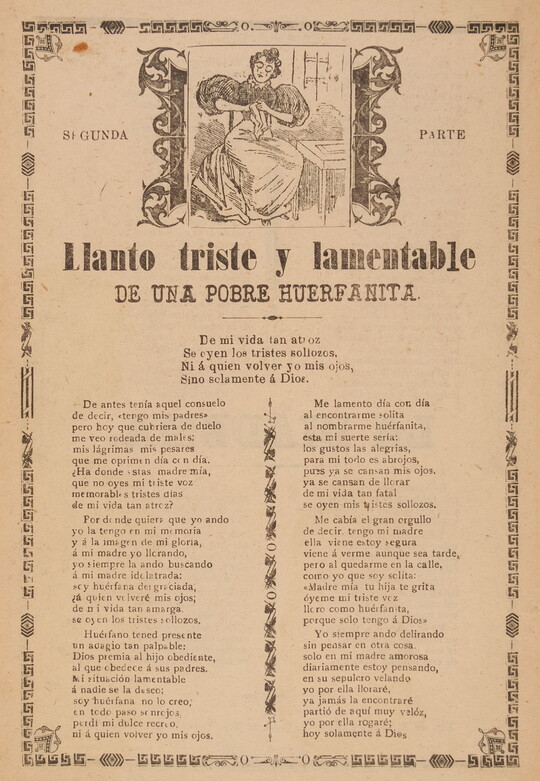 SEGUNDA PARTE
Llanto triste y lamentable
DE UNA POBRE HUERFANITA.
De mi vida tan atroz
Se oyen los tristes sollozos,
Ni á quien volver yo mis ojos,
Sino solamente á Dios.
De antes tenía aquel consuelo
de decir, «tengo mis padres»
pero hoy que cubriera de duelo
me veo rodeada de males;
mis lágrimas mis pesares
que me oprimen día con día.
¿Ha donde estas madre mía,
que no oyes mi triste voz
memorables tristes días
de mi vida tan atroz?
Por donde quiera que yo ando
yo la tengo en mi memoria
y á la imagen de mi gloria,
á mi madre yo llorando,
yo siempre la ando buscando
á mi madre idolatrada:
soy huérfana desgraciada,
¿á quien volveré mis ojos;
de mi vida tan amarga
se oyen los tristes sollozos.
Huérfano tened presente
un adagio tan palpable:
Dios premia al hijo obediente,
al que obedece á sus padres.
Mi situación lamentable
á nadie se la deseo;
soy huérfana no lo creo,
en todo paso sonrojos,
perdi mi dulce recreo,
ni á quien volver yo mis ojos.
Me lamento día con día
al encontrarme solita
al nombrarme huérfanita,
esta mi suerte sería:
los gustos las alegrias,
para mi todo es abrojos,
pues ya se cansan mis ojos,
ya se cansan de llorar
de mi vida tan fatal
se oyen mis tristes sollozos.
Me cabía el gran orgullo
de decir, tengo mi madre
ella viene estoy segura
viene á verme aunque sea tarde,
pero al quedarme en la calle,
como yo que soy solita:
«Madre mía tu hija te grita
óyeme mi triste voz
lloro como huérfanita,
porque solo tengo á Dios»
Yo siempre ando delirando
sin pensar en otra cosa.
solo en mi madre amorosa
diariamente estoy pensando,
en su sepulcro velando
yo por ella lloraré,
ya jamás la encontraré
partió de aquí muy velóz,
yo por ella rogaré;
hoy solamente á Dios